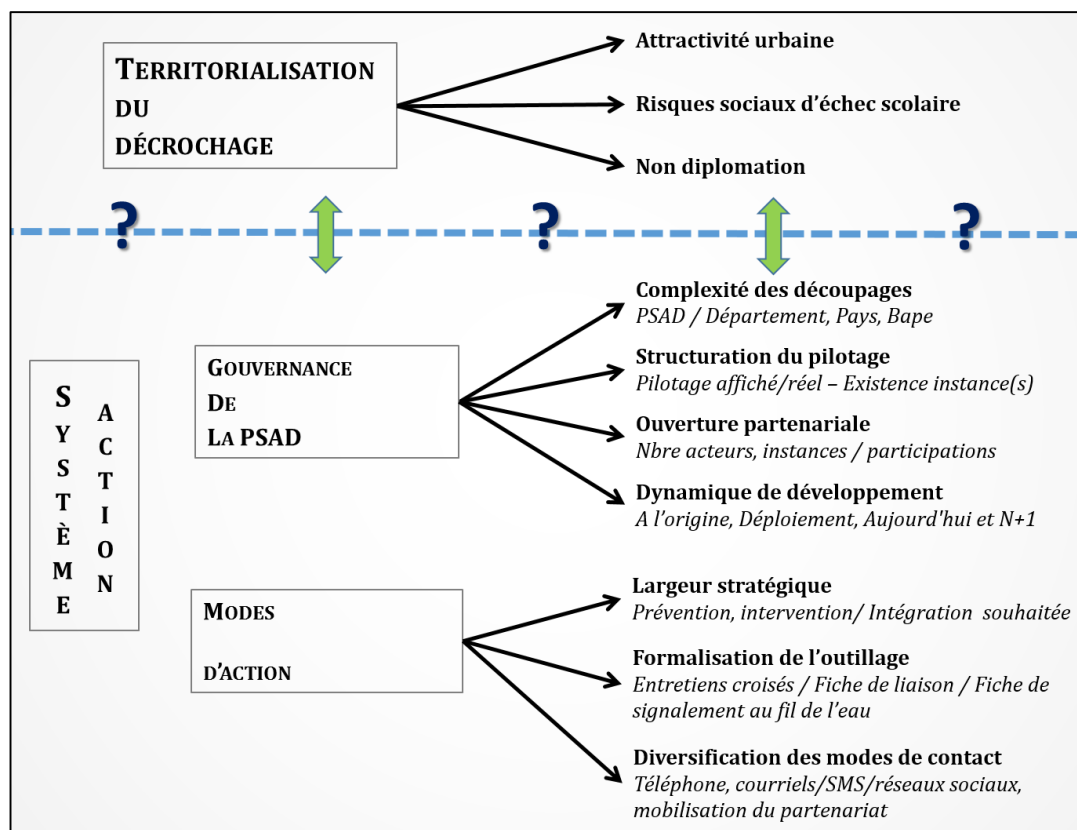 TERRITORIALISATION
DU
DÉCROCHAGE
Attractivité urbaine
Risques sociaux d'échec scolaire
Non diplomation
? ? ?
SYSTÈME
ACTION
GOUVERNANCE
DE
LA PSAD
Complexité des découpages
PSAD / Département, Pays, Bape
Structuration du pilotage
Pilotage affiché/réel – Existence instance(s)
Ouverture partenariale
Nbre acteurs, instances / participations
Dynamique de développement
A l'origine, Déploiement, Aujourd'hui et N+1
MODES
D'ACTION
Largeur stratégique
Prévention, intervention/ Intégration souhaitée
Formalisation de l'outillage
Entretiens croisés / Fiche de liaison / Fiche de
signalement au fil de l'eau
Diversification des modes de contact
Téléphone, courriels/SMS/réseaux sociaux,
mobilisation du partenariat